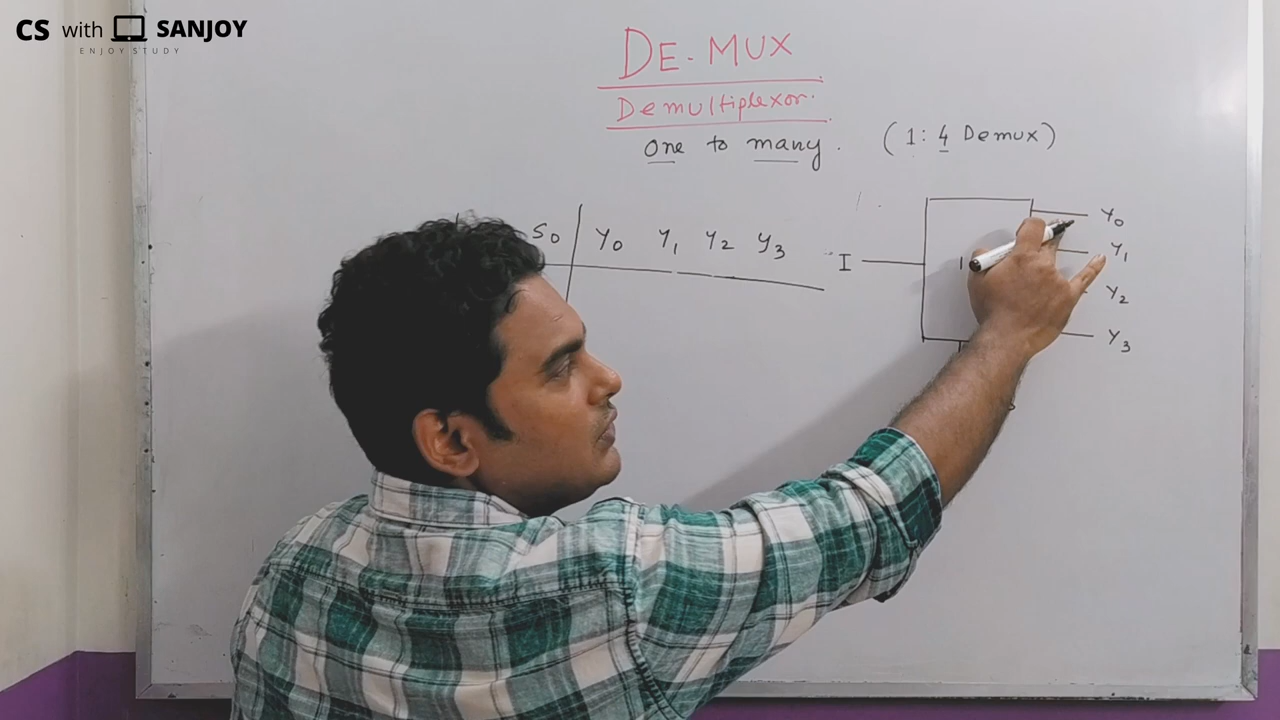 CS with SANJOY
ENJOY STUDY
DE-MUX
Demultiplexor.
One to many. (1:4 Demux)
S0 Y0 Y1 Y2 Y3
I
Y0
Y1
Y2
Y3